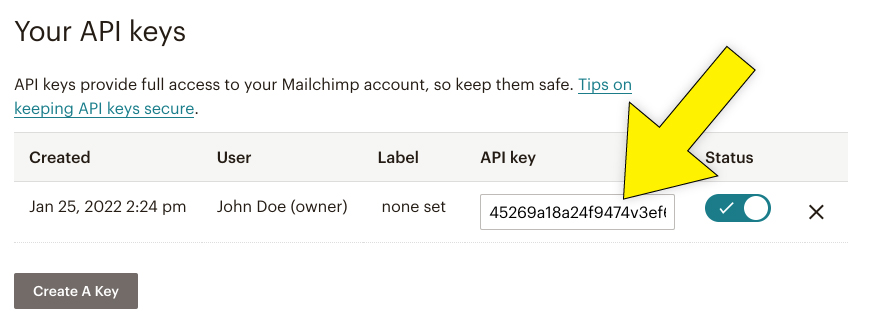 Your API keys
API keys provide full access to your Mailchimp account, so keep them safe. Tips on
keeping API keys secure.
Created User Label API key Status
Jan 25, 2022 2:24 pm John Doe (owner) none set 45269a18a24f9474v3ef6
Create A Key